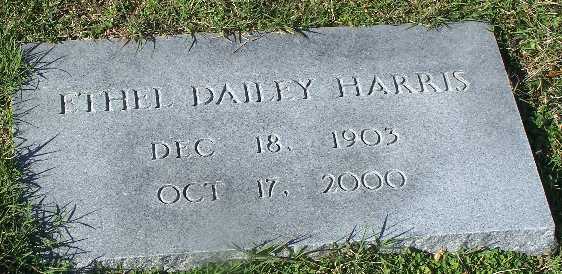 ETHEL DAILEY HARRIS
DEC 18, 1903
OCT 17, 2000